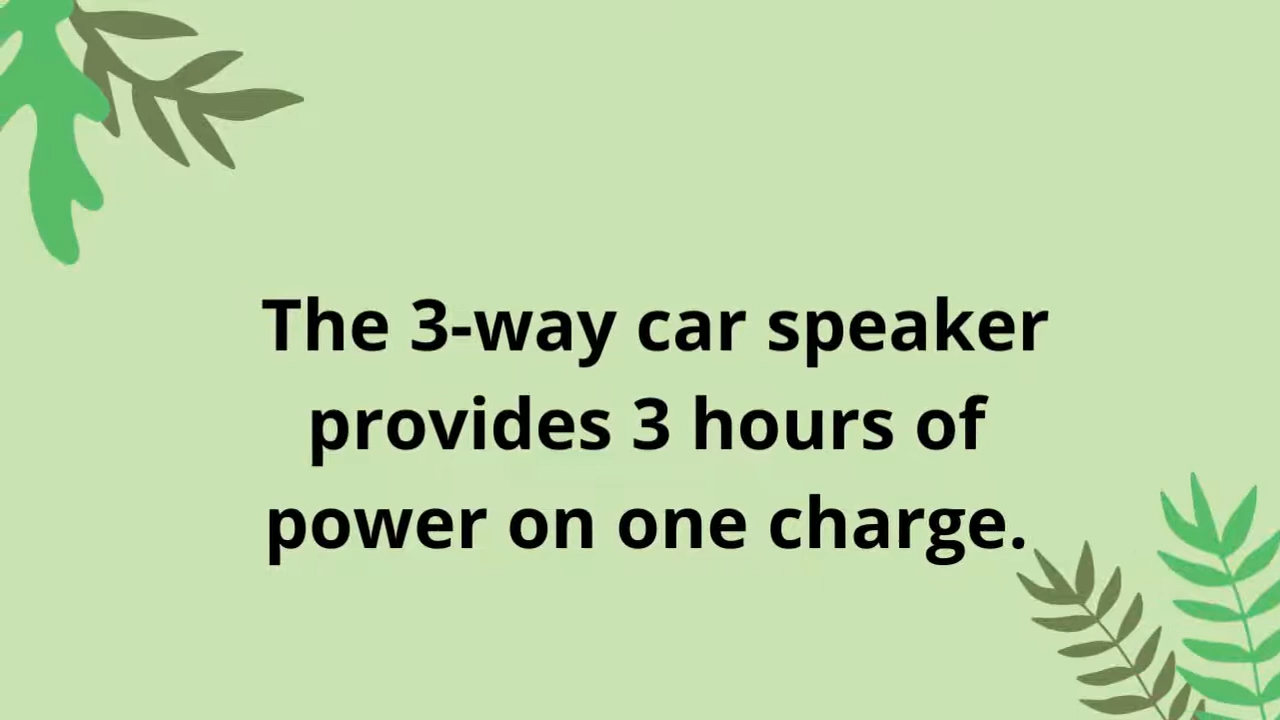 The 3-way car speaker
provides 3 hours of
power on one charge.